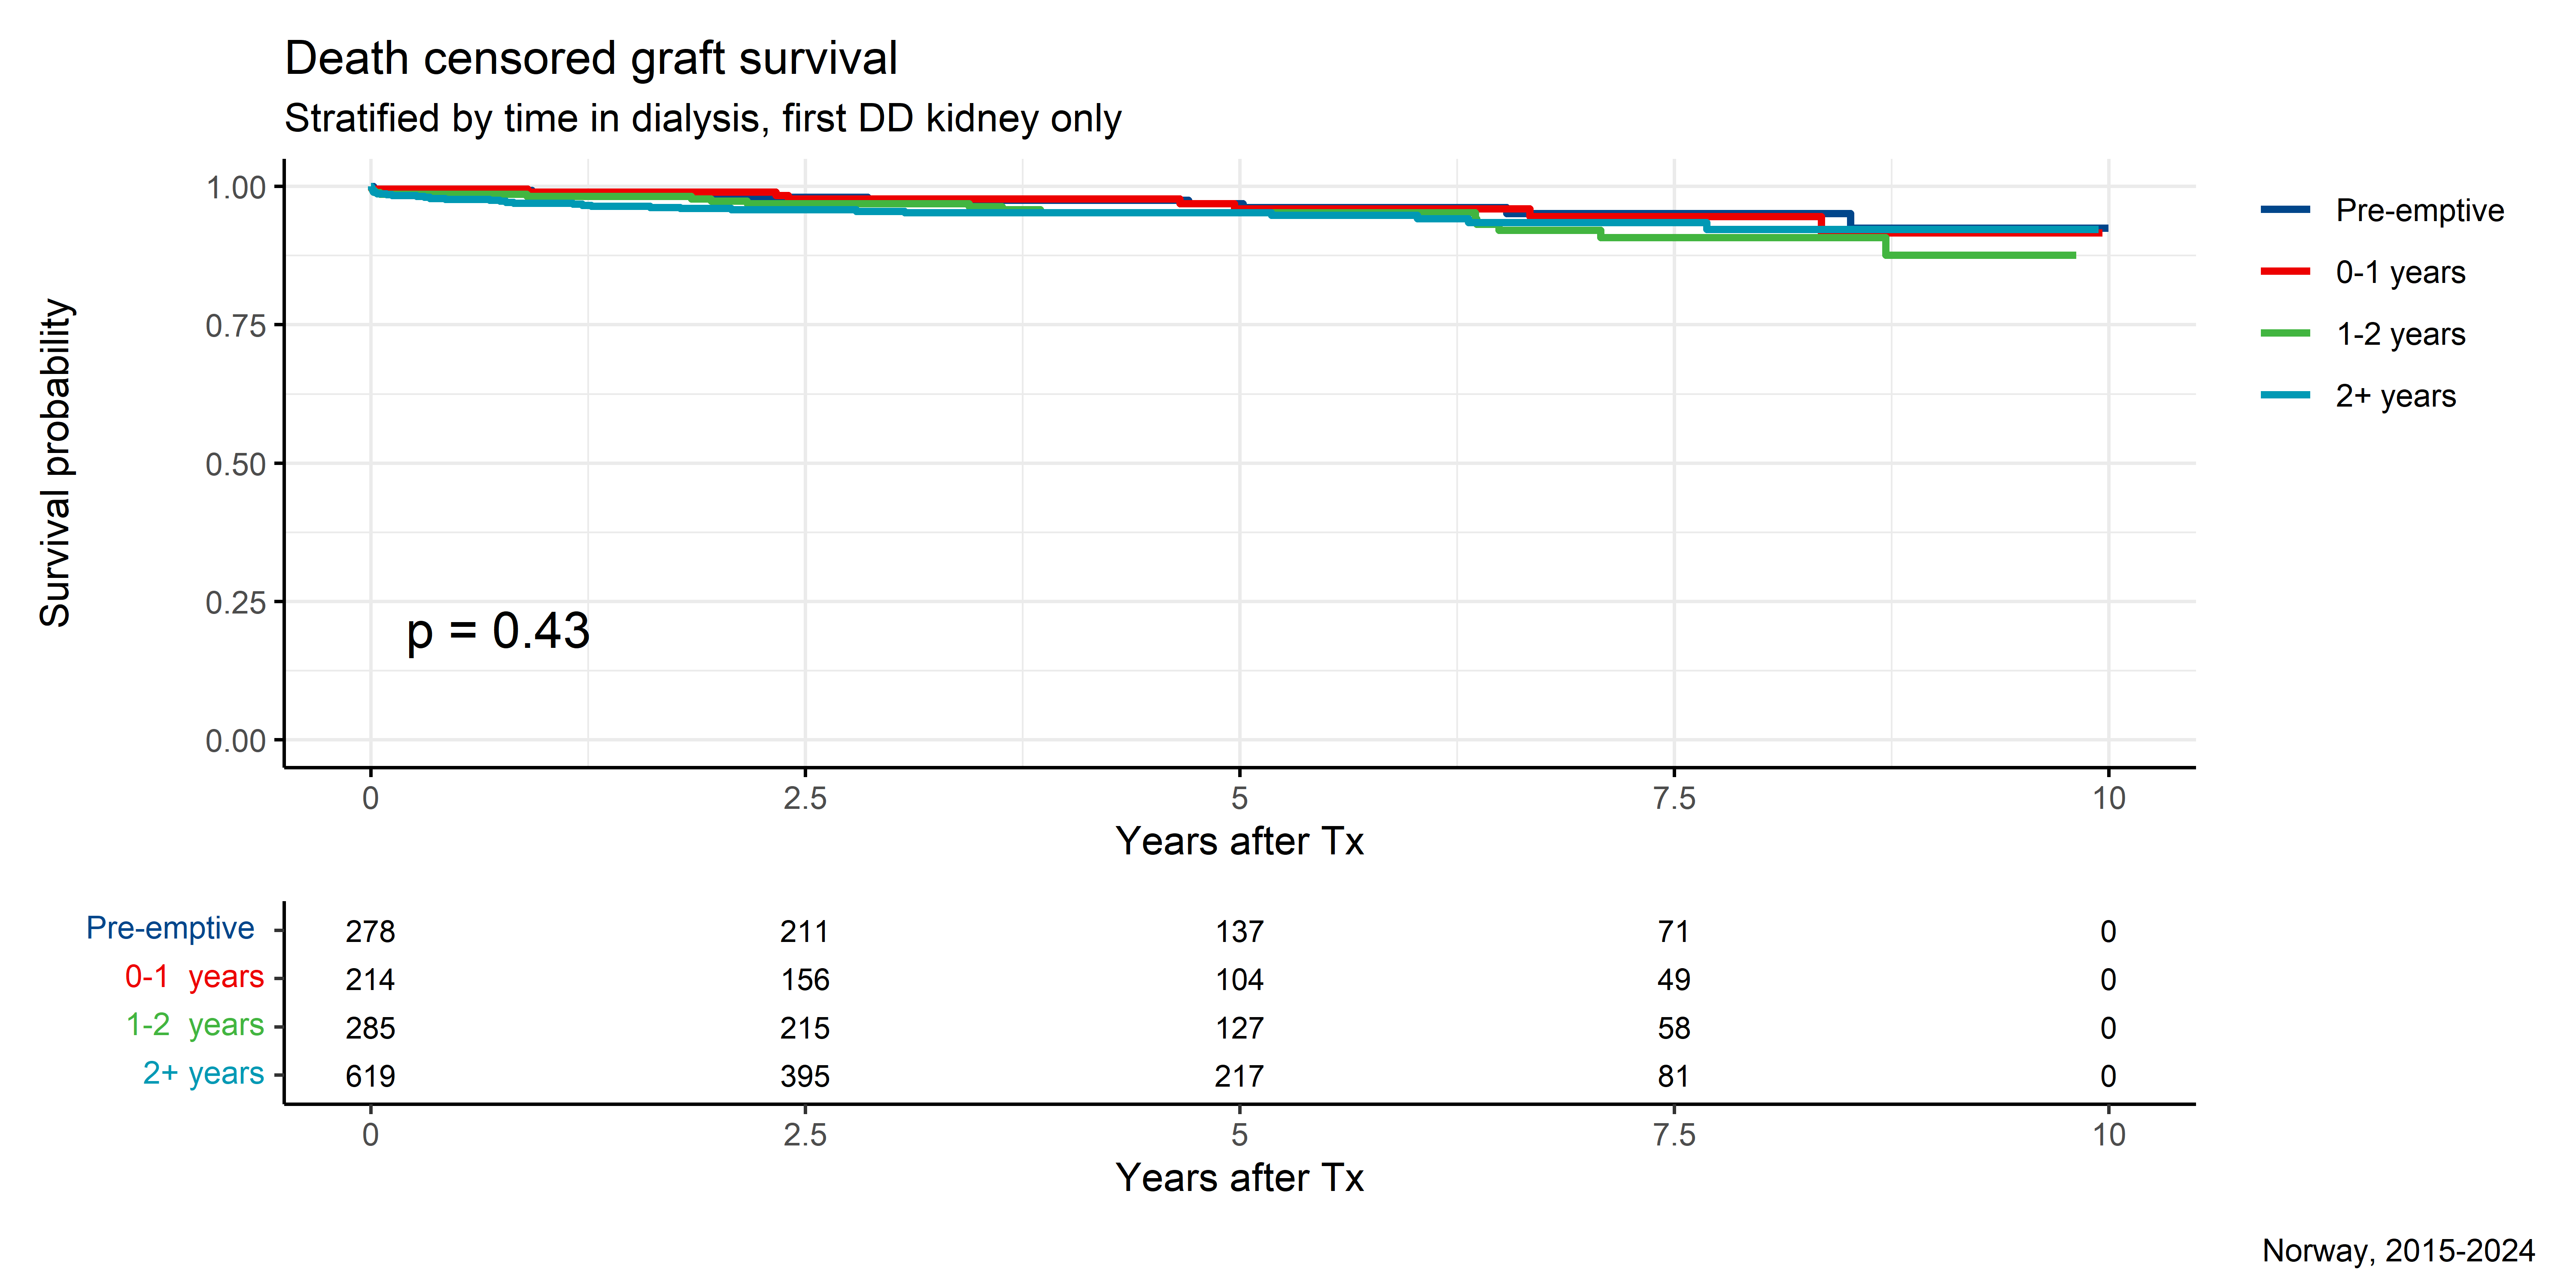 Death censored graft survival
Stratified by time in dialysis, first DD kidney only
Survival probability
1.00
0.75
0.50
0.25
0.00
p = 0.43
0 2.5 5 7.5 10
Years after Tx
Pre-emptive
0-1 years
1-2 years
2+ years
Pre-emptive 278 211 137 71 0
0-1 years 214 156 104 49 0
1-2 years 285 215 127 58 0
2+ years 619 395 217 81 0
0 2.5 5 7.5 10
Years after Tx
Norway, 2015-2024